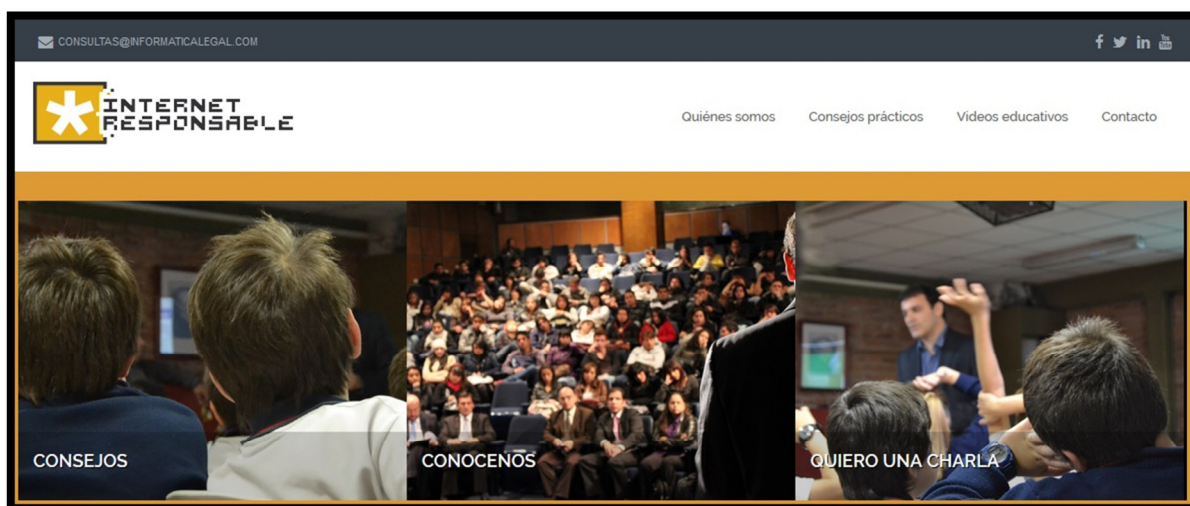 CONSULTAS@INFORMATICALEGAL.COM
INTERNET
RESPONSABLE
Quiénes somos
Consejos prácticos
Videos educativos
Contacto
CONSEJOS
CONOCENOS
QUIERO UNA CHARLA